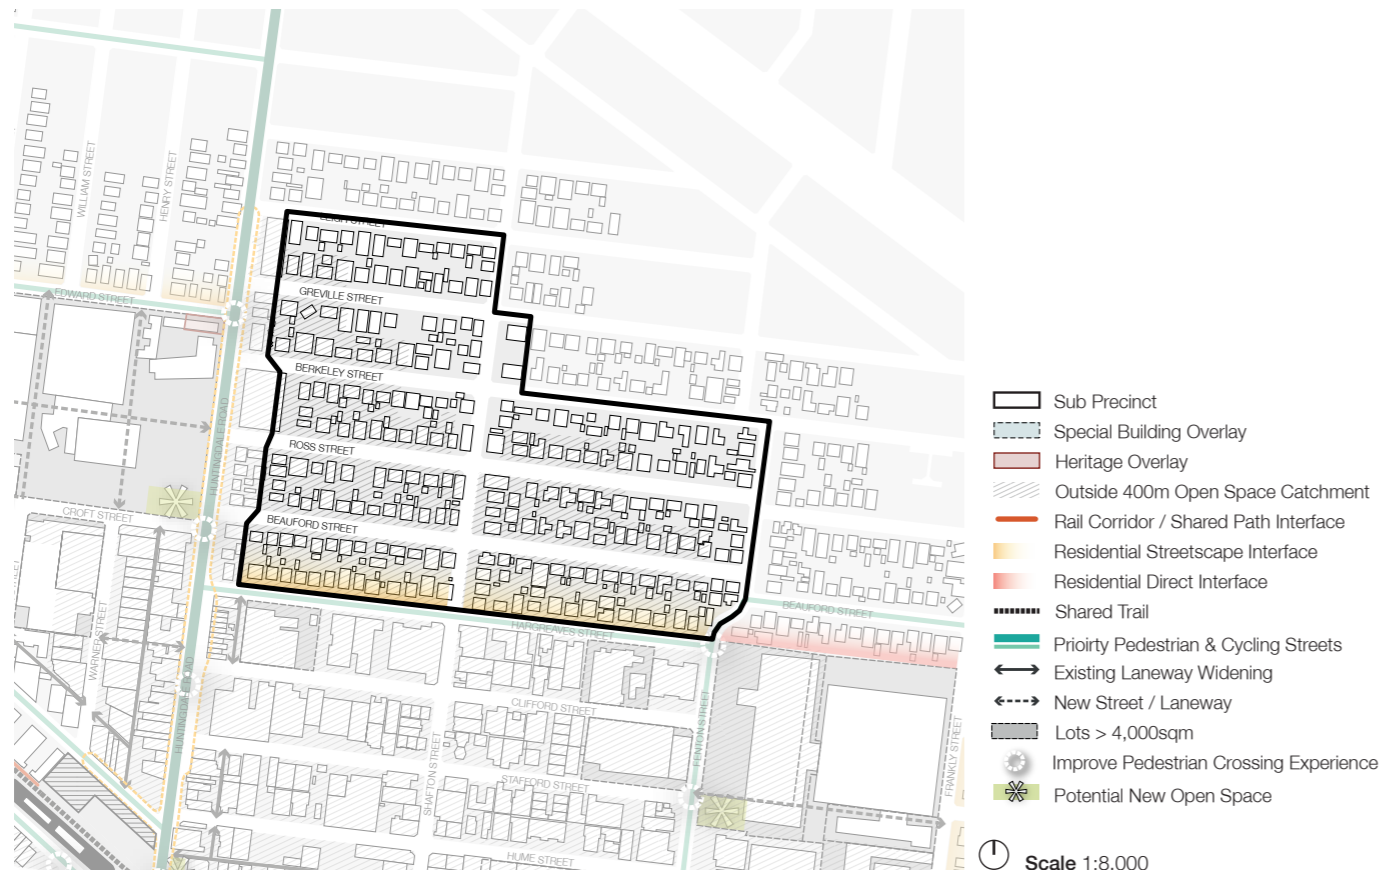 WILLIAM STREET
HENRY STREET
LEIGH STREET
EDWARD STREET
GREVILLE STREET
BERKELEY STREET
HUNTINGDALE ROAD
ROSS STREET
CROFT STREET
BEAUFORD STREET
BEAUFORD STREET
HARGREAVES STREET
WARNER STREET
STREET
HUNTINGDALE ROAD
CLIFFORD STREET
FENTON STREET
FRANKLY STREET
SHAFTON STREET
STAFFORD STREET
HUME STREET
Sub Precinct
Special Building Overlay
Heritage Overlay
Outside 400m Open Space Catchment
Rail Corridor / Shared Path Interface
Residential Streetscape Interface
Residential Direct Interface
Shared Trail
Prioirty Pedestrian & Cycling Streets
Existing Laneway Widening
New Street / Laneway
Lots > 4,000sqm
Improve Pedestrian Crossing Experience
Potential New Open Space
Scale 1:8,000